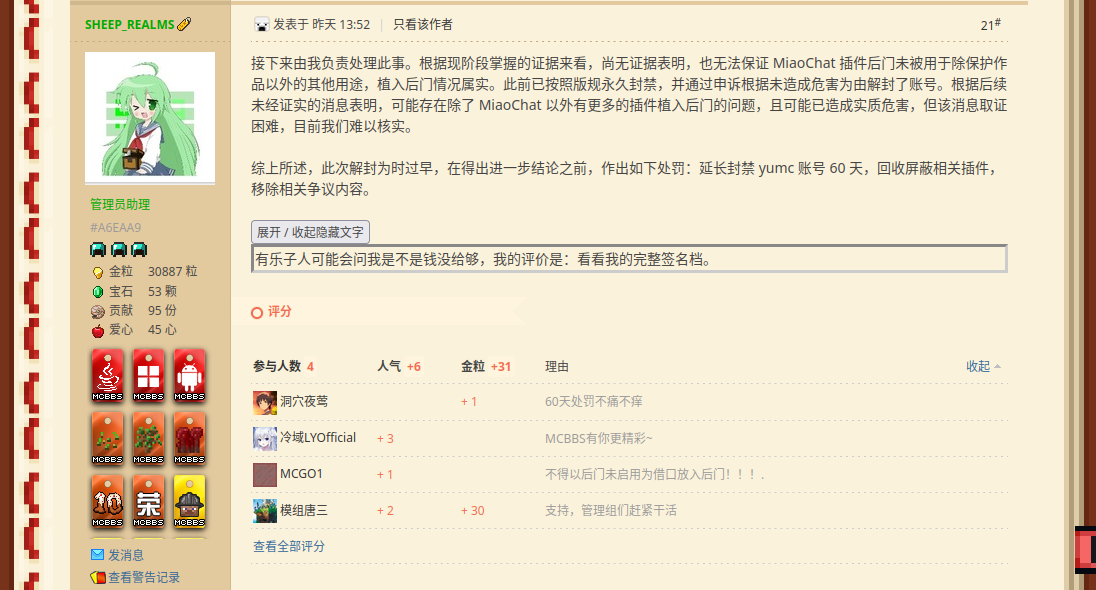 SHEEP_REALMS
发表于 昨天 13:52 | 只看该作者
21#
接下来由我负责处理此事。根据现阶段掌握的证据来看，尚无证据表明，也无法保证 MiaoChat 插件后门未被用于除保护作
品以外的其他用途，植入后门情况属实。此前已按照版规永久封禁，并通过申诉根据未造成危害为由解封了账号。根据后续
未经证实的消息表明，可能存在除了 MiaoChat 以外有更多的插件植入后门的问题，且可能已造成实质危害，但该消息取证
困难，目前我们难以核实。
综上所述，此次解封为时过早，在得出进一步结论之前，作出如下处罚：延长封禁 yumc 账号 60 天，回收屏蔽相关插件，
移除相关争议内容。
展开 / 收起隐藏文字
有乐子人可能会问我是不是钱没给够，我的评价是：看看我的完整签名档。
管理员助理
#A6EAA9
金粒 30887 粒
宝石 53 颗
贡献 95 份
爱心 45 心
MCBBS MCBBS MCBBS
MCBBS MCBBS MCBBS
10 荣
MCBBS MCBBS MCBBS
发消息
查看警告记录
评分
参与人数 4 人气 +6 金粒 +31 理由 收起
洞穴夜莺 + 1 60天处罚不痛不痒
冷域LYOfficial + 3 MCBBS有你更精彩~
MCGO1 + 1 不得以后门未启用为借口放入后门！！！.
模组唐三 + 2 + 30 支持，管理组们赶紧干活
查看全部评分